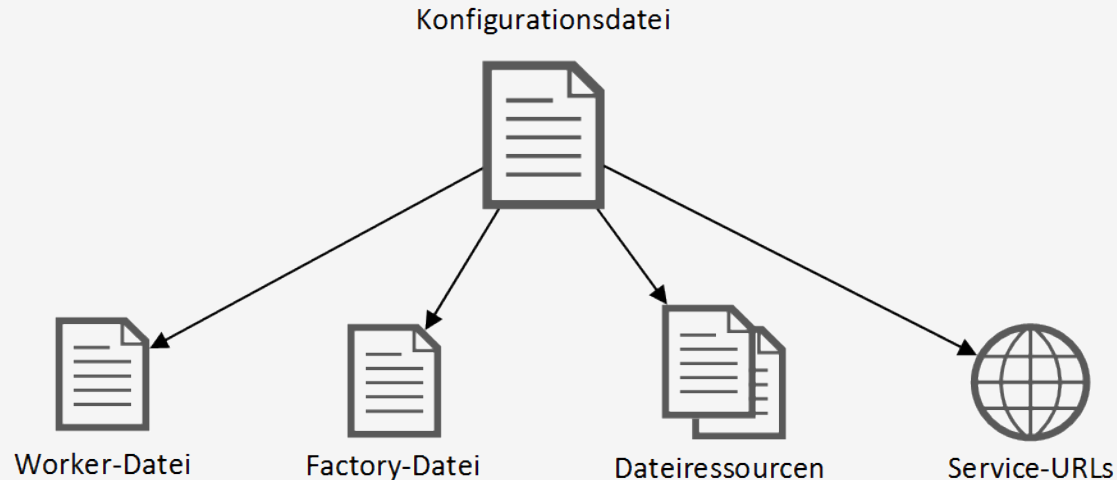 Konfigurationsdatei
Worker-Datei
Factory-Datei
Dateiressourcen
Service-URLs